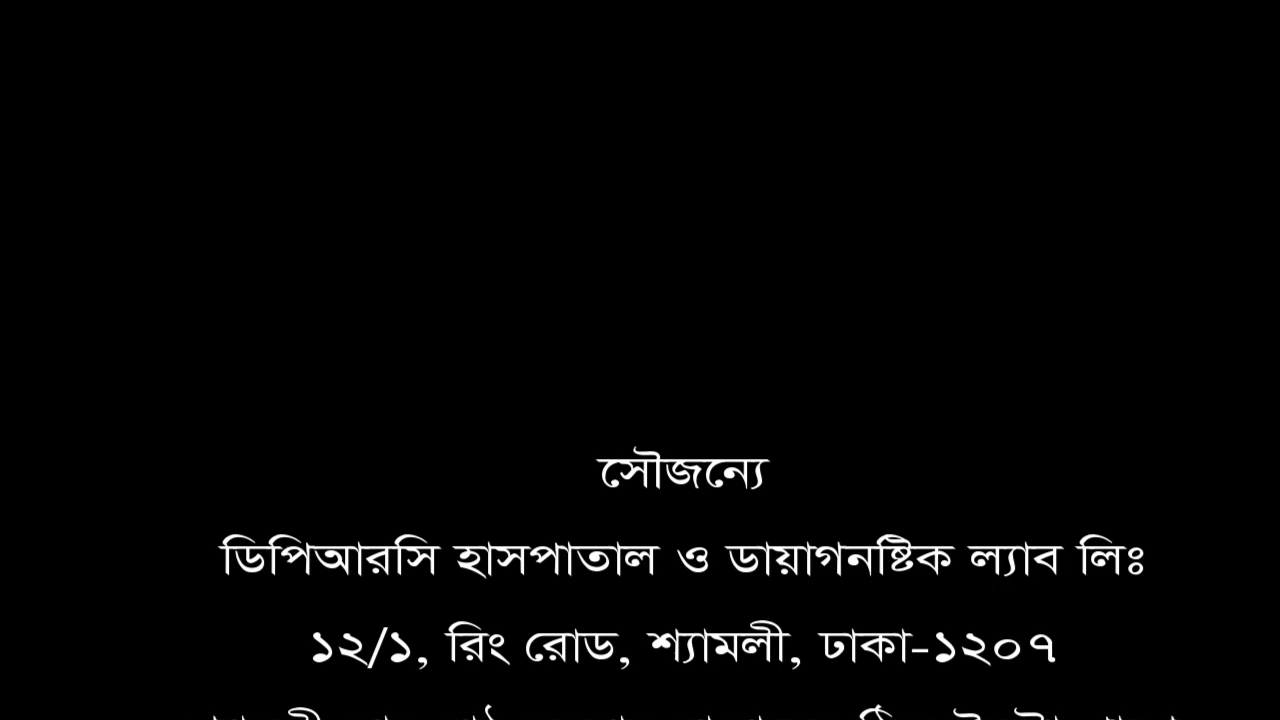 সৌজন্যে
ডিপিআরসি হাসপাতাল ও ডায়াগনষ্টিক ল্যাব লিঃ
১২/১, রিং রোড, শ্যামলী, ঢাকা-১২০৭